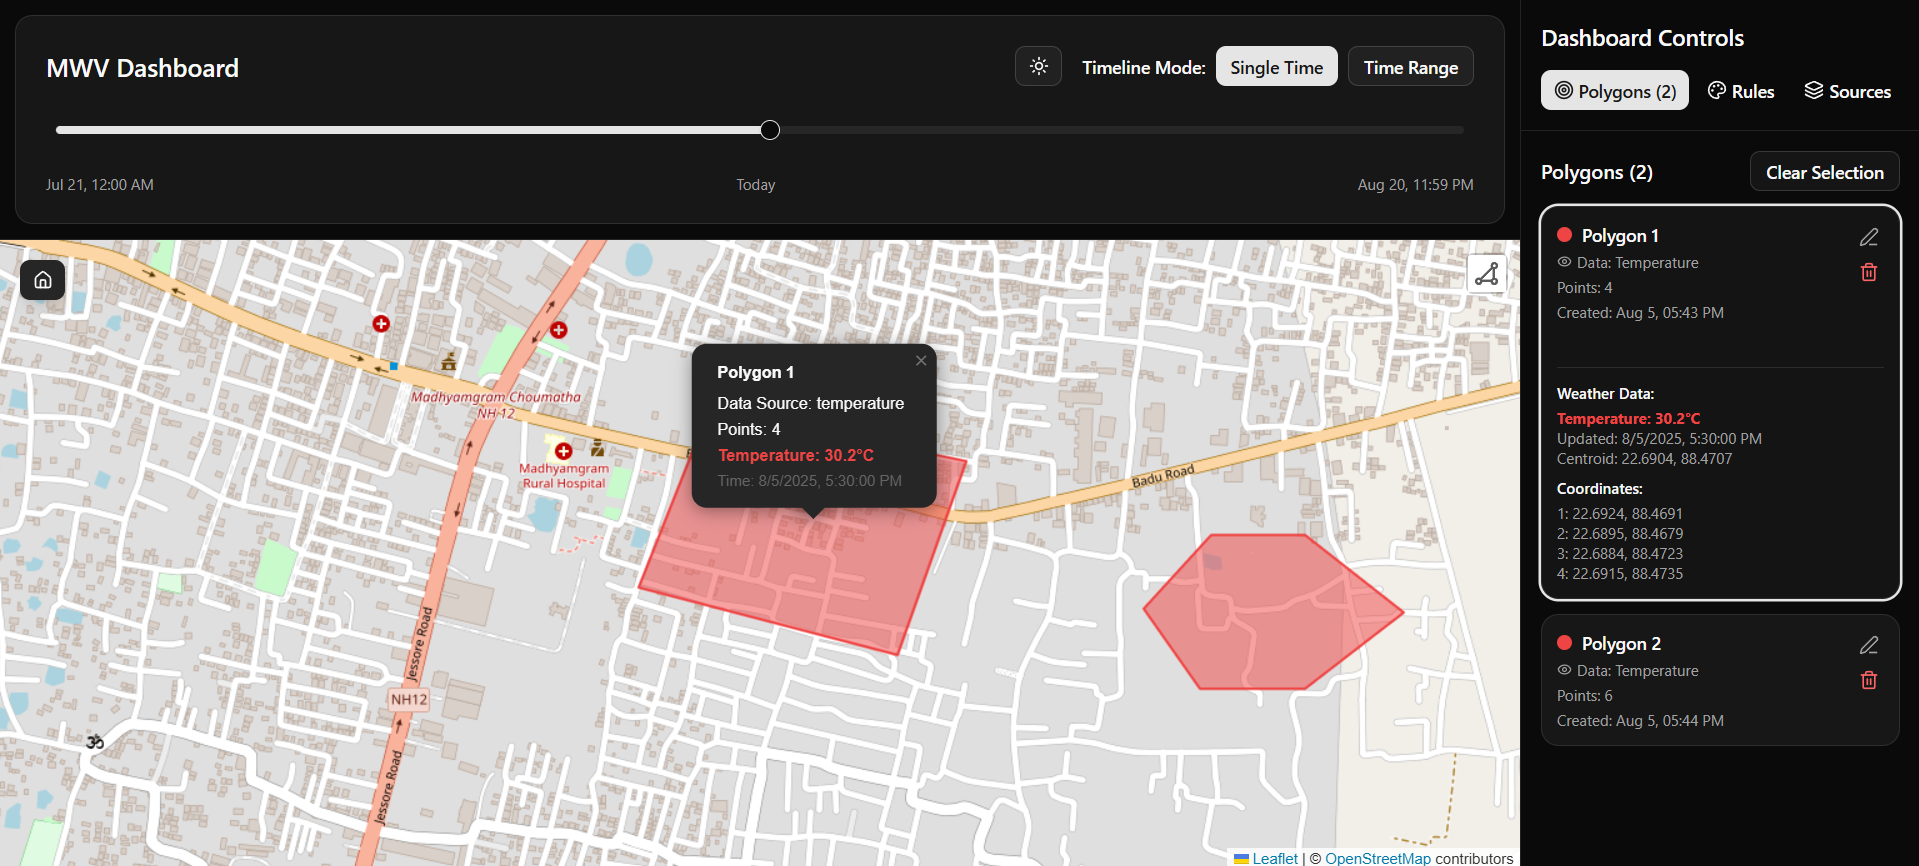 MWV Dashboard
Timeline Mode:
Single Time
Time Range
Jul 21, 12:00 AM
Today
Aug 20, 11:59 PM
Madhyamgram Choumatha
NH-12
Madhyamgram
Rural Hospital
Polygon 1
Data Source: temperature
Points: 4
Temperature: 30.2°C
Time: 8/5/2025, 5:30:00 PM
Badu Road
Jessore Road
NH12
Jessore Road
ॐ
Leaflet | © OpenStreetMap contributors
Dashboard Controls
Polygons (2)
Rules
Sources
Polygons (2)
Clear Selection
Polygon 1
Data: Temperature
Points: 4
Created: Aug 5, 05:43 PM
Weather Data:
Temperature: 30.2°C
Updated: 8/5/2025, 5:30:00 PM
Centroid: 22.6904, 88.4707
Coordinates:
1: 22.6924, 88.4691
2: 22.6895, 88.4679
3: 22.6884, 88.4723
4: 22.6915, 88.4735
Polygon 2
Data: Temperature
Points: 6
Created: Aug 5, 05:44 PM